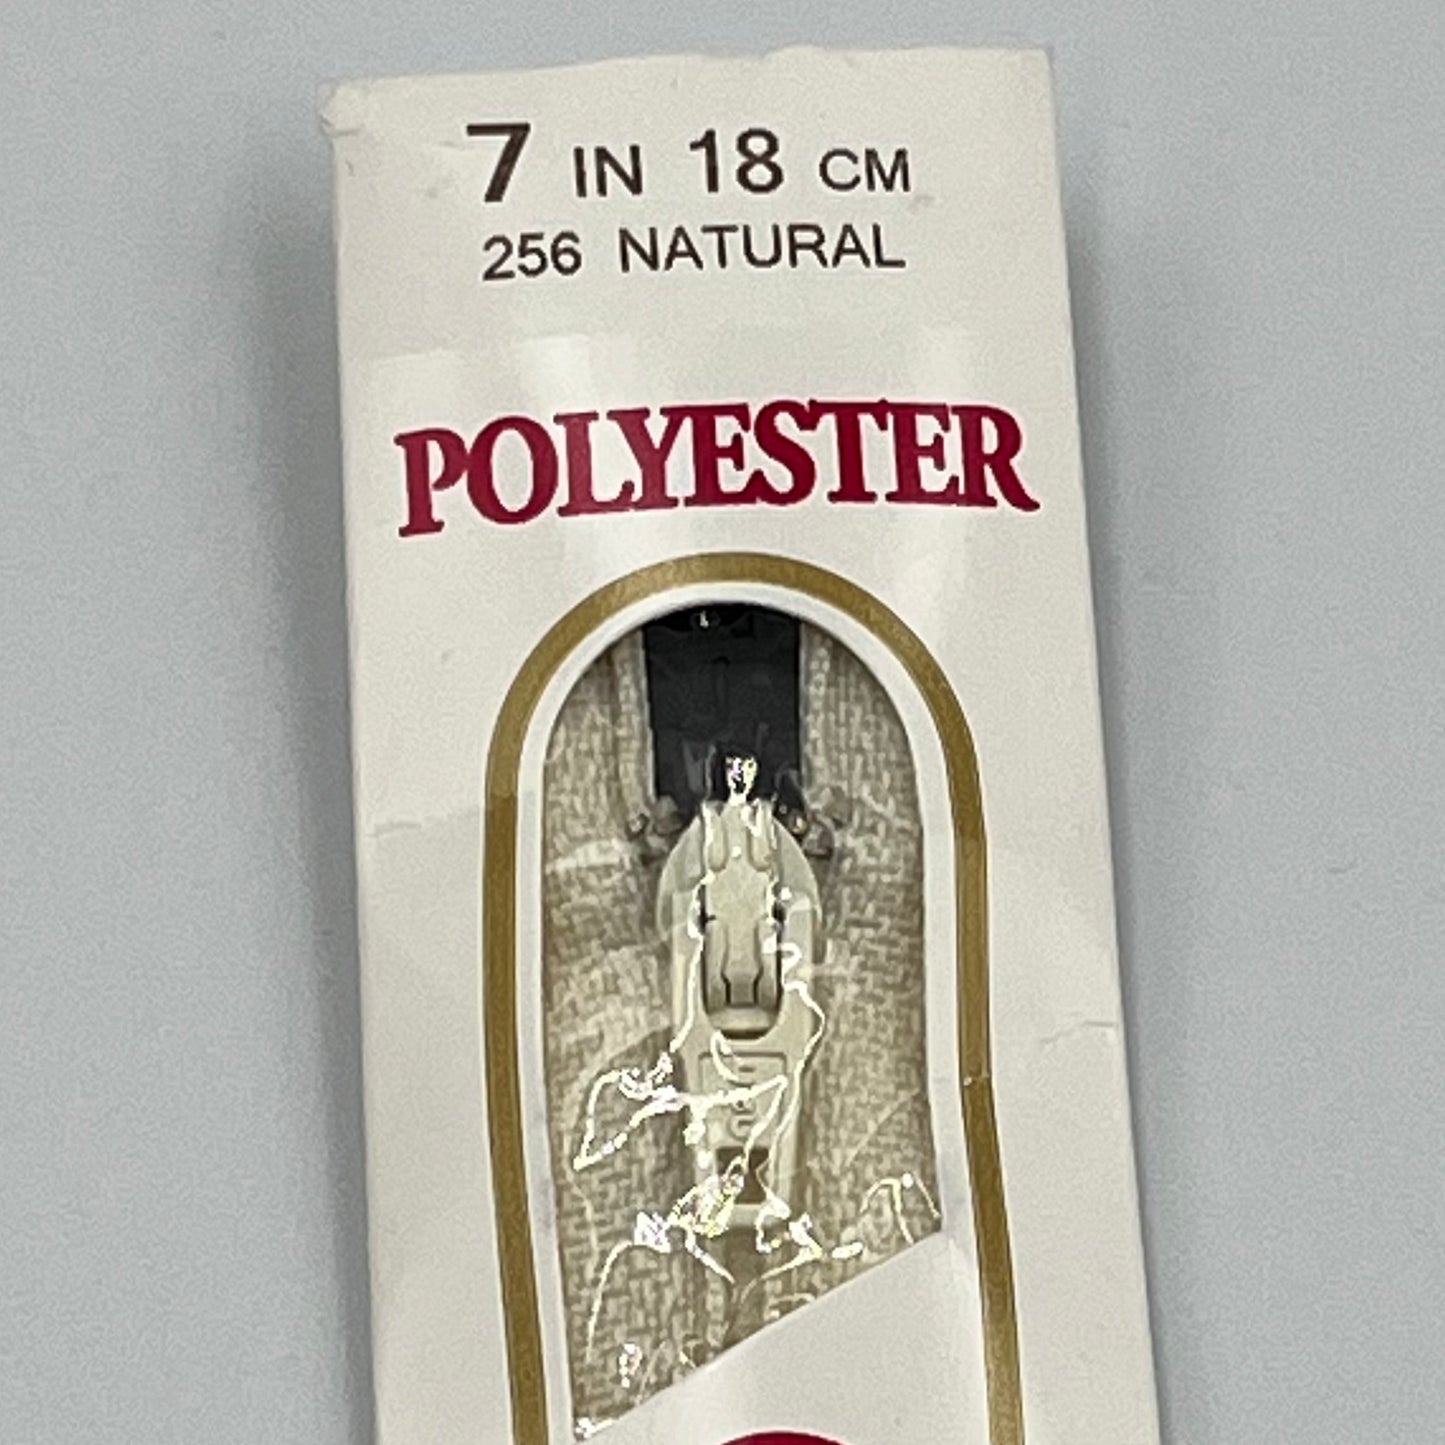 7 IN 18 CM
256 NATURAL
POLYESTER